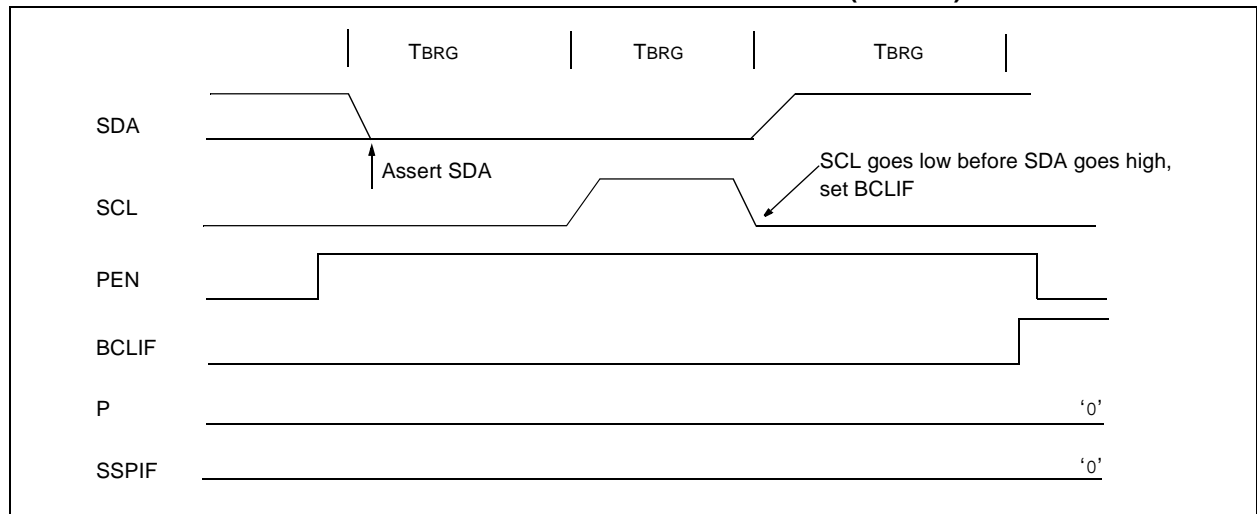 TBRG TBRG TBRG
SDA
Assert SDA
SCL goes low before SDA goes high,
set BCLIF
SCL
PEN
BCLIF
P
‘0’
SSPIF
‘0’